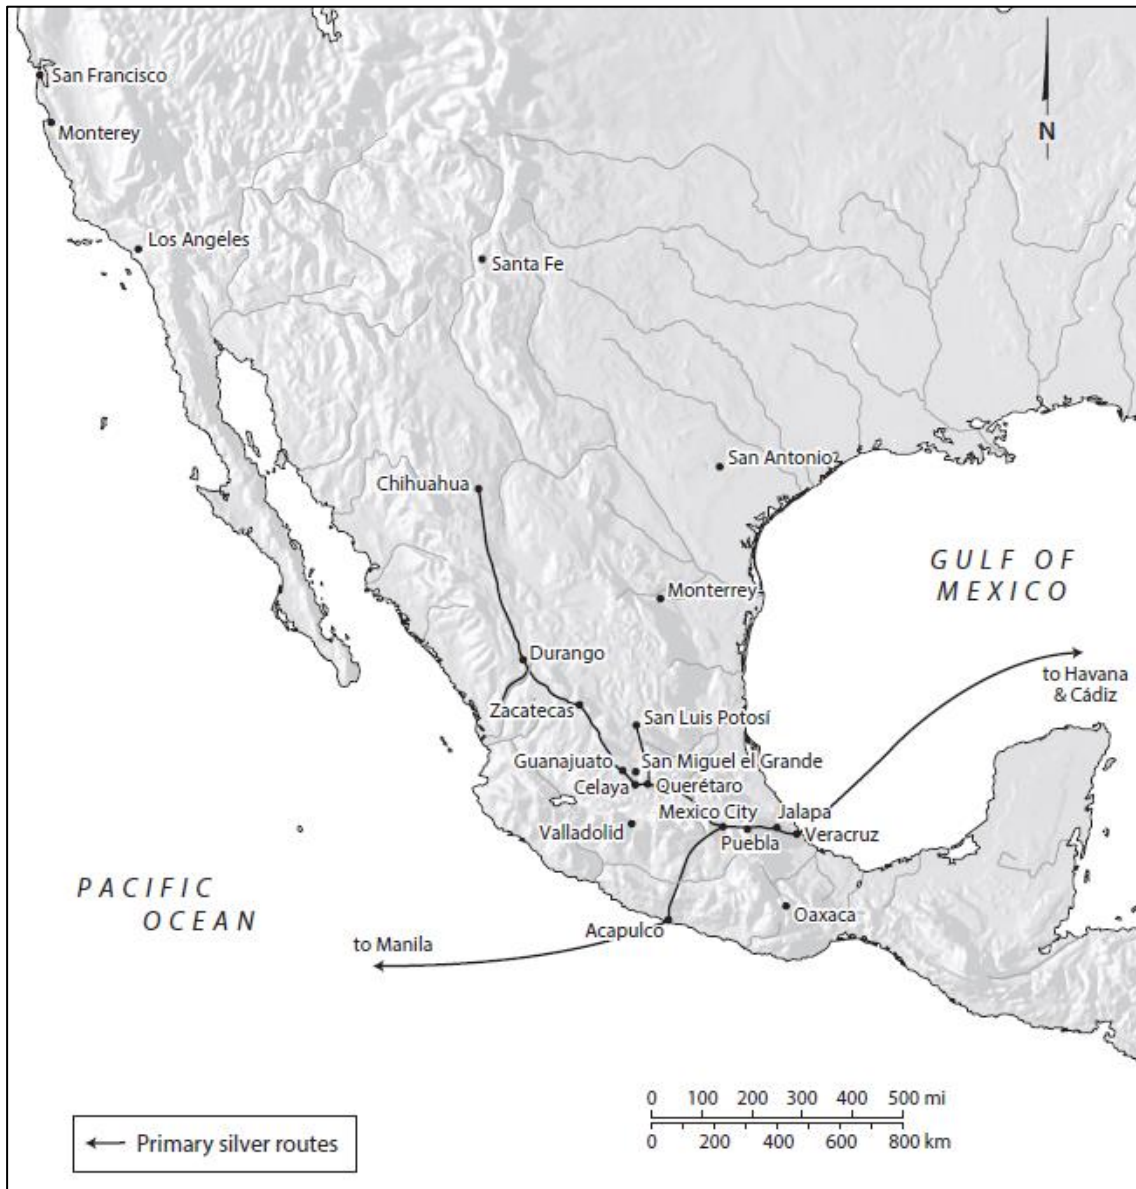 San Francisco
Monterey
N
Los Angeles
Santa Fe
San Antonio
Chihuahua
GULF OF
MEXICO
Monterrey
Durango
to Havana
& Cádiz
Zacatecas
San Luis Potosí
Guanajuato
San Miguel el Grande
Celaya
Querétaro
Mexico City
Jalapa
Valladolid
Puebla
Veracruz
PACIFIC
OCEAN
Oaxaca
Acapulco
to Manila
0 100 200 300 400 500 mi
0 200 400 600 800 km
Primary silver routes